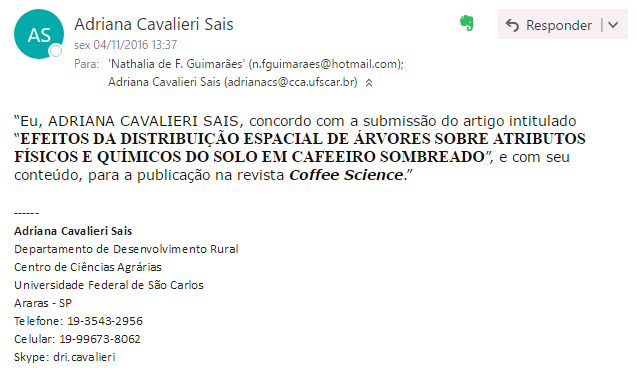 AS
Adriana Cavalieri Sais
sex 04/11/2016 13:37
Para: 'Nathalia de F. Guimarães' (n.fguimaraes@hotmail.com);
Adriana Cavalieri Sais (adrianacs@cca.ufscar.br)
Responder
“Eu, ADRIANA CAVALIERI SAIS, concordo com a submissão do artigo intitulado
“EFEITOS DA DISTRIBUIÇÃO ESPACIAL DE ÁRVORES SOBRE ATRIBUTOS
FÍSICOS E QUÍMICOS DO SOLO EM CAFEEIRO SOMBREADO”, e com seu
conteúdo, para a publicação na revista Coffee Science.”
------
Adriana Cavalieri Sais
Departamento de Desenvolvimento Rural
Centro de Ciências Agrárias
Universidade Federal de São Carlos
Araras - SP
Telefone: 19-3543-2956
Celular: 19-99673-8062
Skype: dri.cavalieri